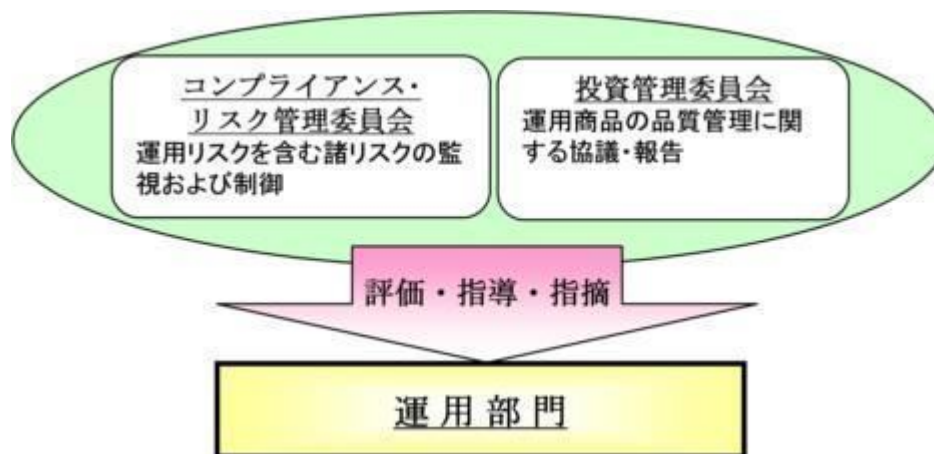 コンプライアンス・
リスク管理委員会
運用リスクを含む諸リスクの監
視および制御
投資管理委員会
運用商品の品質管理に関
する協議・報告
評価・指導・指摘
運用部門